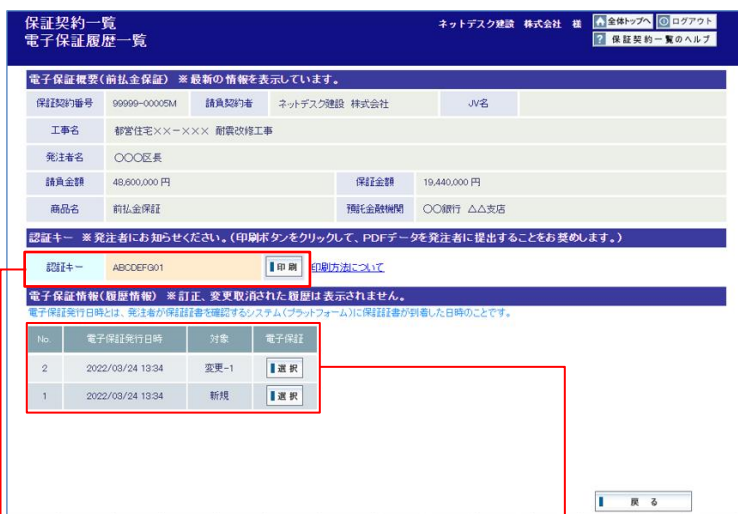 保証契約一覧
電子保証履歴一覧
ネットデスク建設 株式会社 様
全体トップへ
ログアウト
? 保証契約一覧のヘルプ
電子保証概要(前払金保証) ※最新の情報を表示しています。
保証契約番号 99999-00005M 請負契約者 ネットデスク建設 株式会社 JV名
工事名 都営住宅××-××× 耐震改修工事
発注者名 ○○○区長
請負金額 48,600,000 円 保証金額 19,440,000 円
商品名 前払金保証 預託金融機関 ○○銀行 △△支店
認証キー ※発注者にお知らせください。(印刷ボタンをクリックして、PDFデータを発注者に提出することをお奨めします。)
認証キー ABCDEFG01 印刷 印刷方法について
電子保証情報(履歴情報) ※訂正、変更取消された履歴は表示されません。
電子保証発行日時とは、発注者が保証証書を確認するシステム(プラットフォーム)に保証証書が到着した日時のことです。
No. 電子保証発行日時 対象 電子保証
2 2022/03/24 13:34 変更-1 選択
1 2022/03/24 13:34 新規 選択
戻る